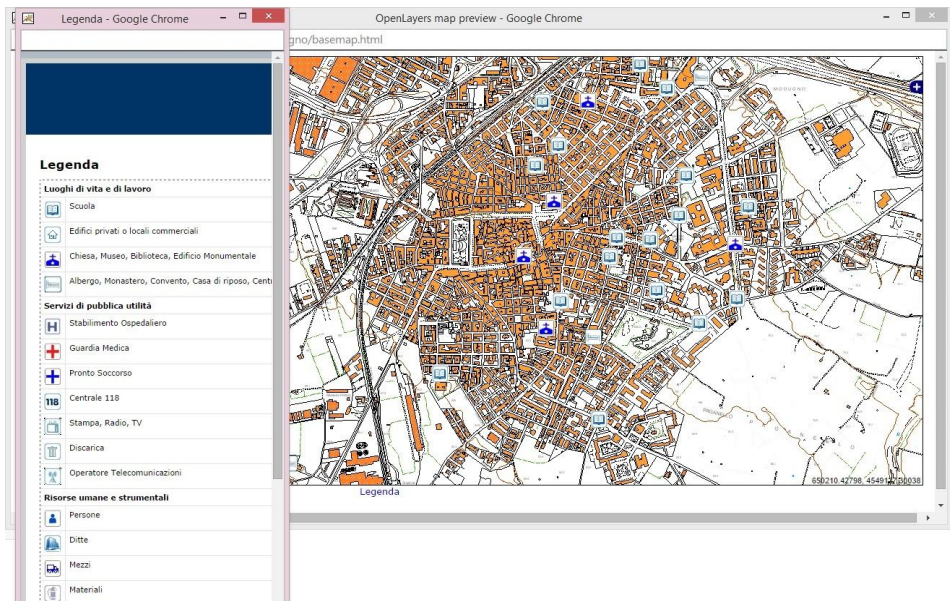 Legenda - Google Chrome
OpenLayers map preview - Google Chrome
gno/basemap.html
Legenda
Luoghi di vita e di lavoro
Scuola
Edifici privati o locali commerciali
Chiesa, Museo, Biblioteca, Edificio Monumentale
Albergo, Monastero, Convento, Casa di riposo, Cent
Servizi di pubblica utilità
H Stabilimento Ospedaliero
Guardia Medica
Pronto Soccorso
118 Centrale 118
Stampa, Radio, TV
Discarica
Operatore Telecomunicazioni
Risorse umane e strumentali
Persone
Ditte
Mezzi
Materiali
MODUGNO
Legenda